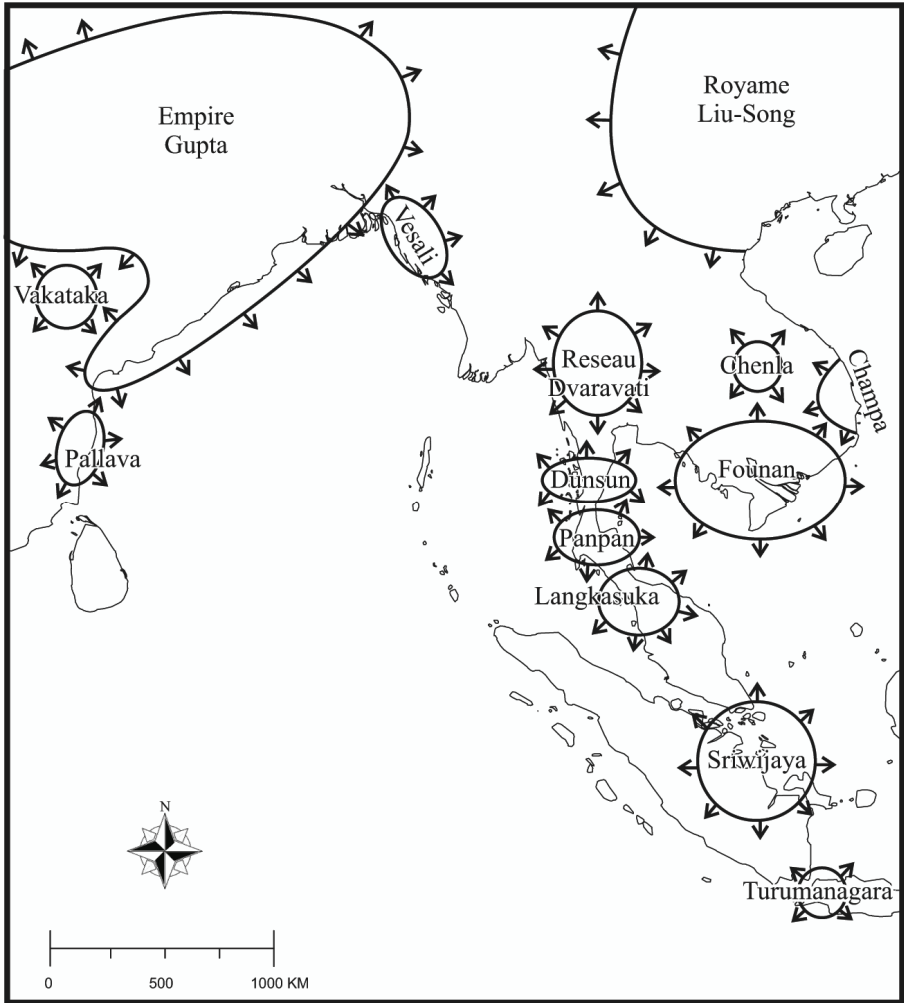 Empire
Gupta
Royame
Liu-Song
Vesali
Vakataka
Reseau
Dvaravati
Chenla
Champa
Pallava
Dunsun
Founan
Panpan
Langkasuka
Sriwijaya
Turumanagara
N
0 500 1000 KM